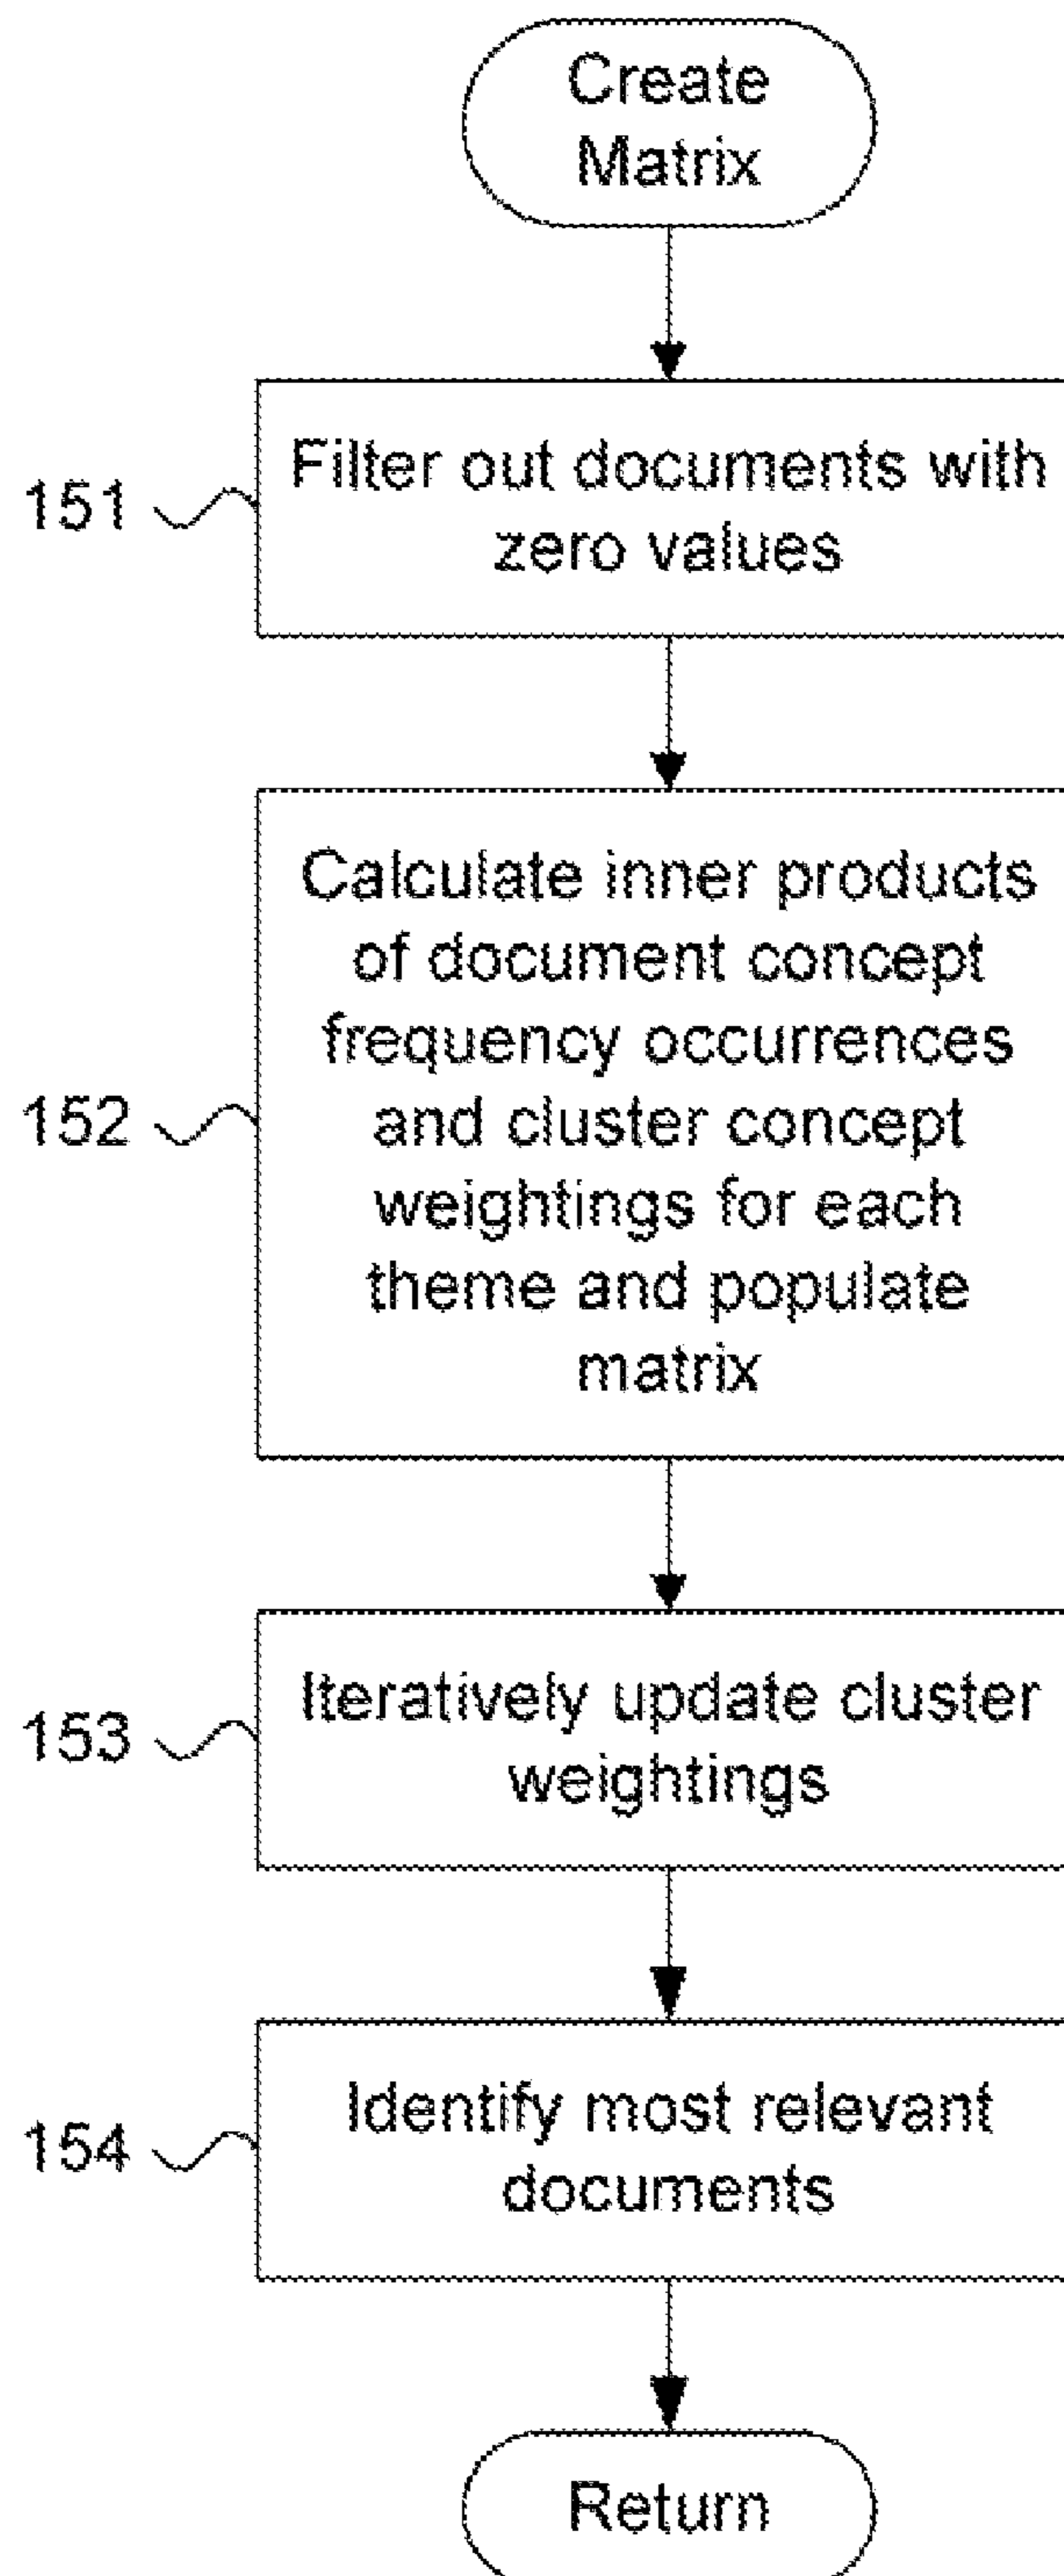 Create
Matrix
151
Filter out documents with
zero values
152
Calculate inner products
of document concept
frequency occurrences
and cluster concept
weightings for each
theme and populate
matrix
153
Iteratively update cluster
weightings
154
Identify most relevant
documents
Return